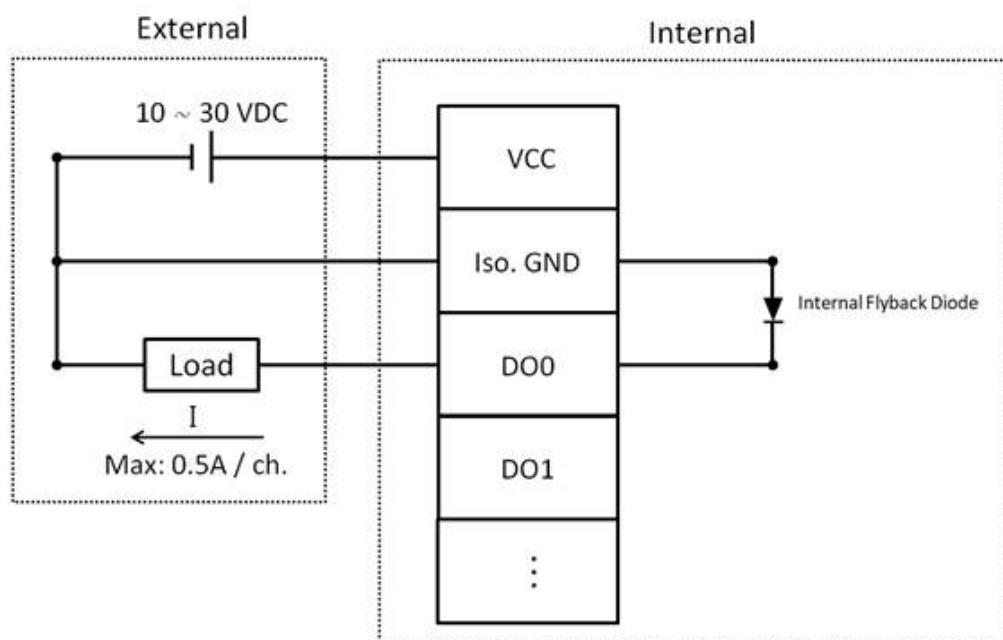 External
Internal
10 ~ 30 VDC
VCC
Iso. GND
Internal Flyback Diode
Load
DO0
I
Max: 0.5A / ch.
DO1
⋮